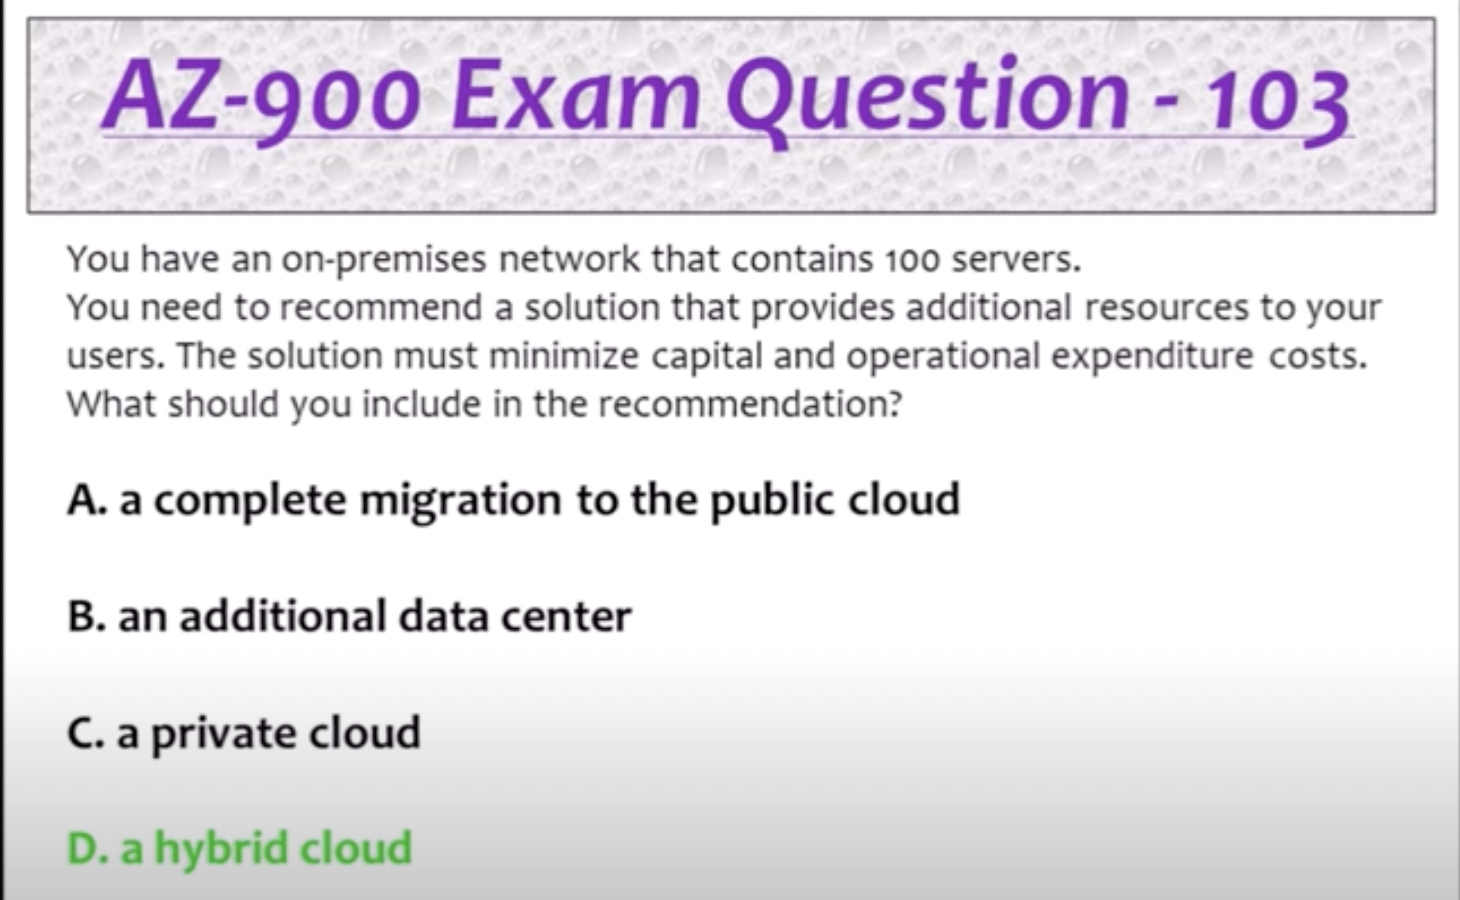 AZ-900 Exam Question - 103
You have an on-premises network that contains 100 servers.
You need to recommend a solution that provides additional resources to your
users. The solution must minimize capital and operational expenditure costs.
What should you include in the recommendation?
A. a complete migration to the public cloud
B. an additional data center
C. a private cloud
D. a hybrid cloud